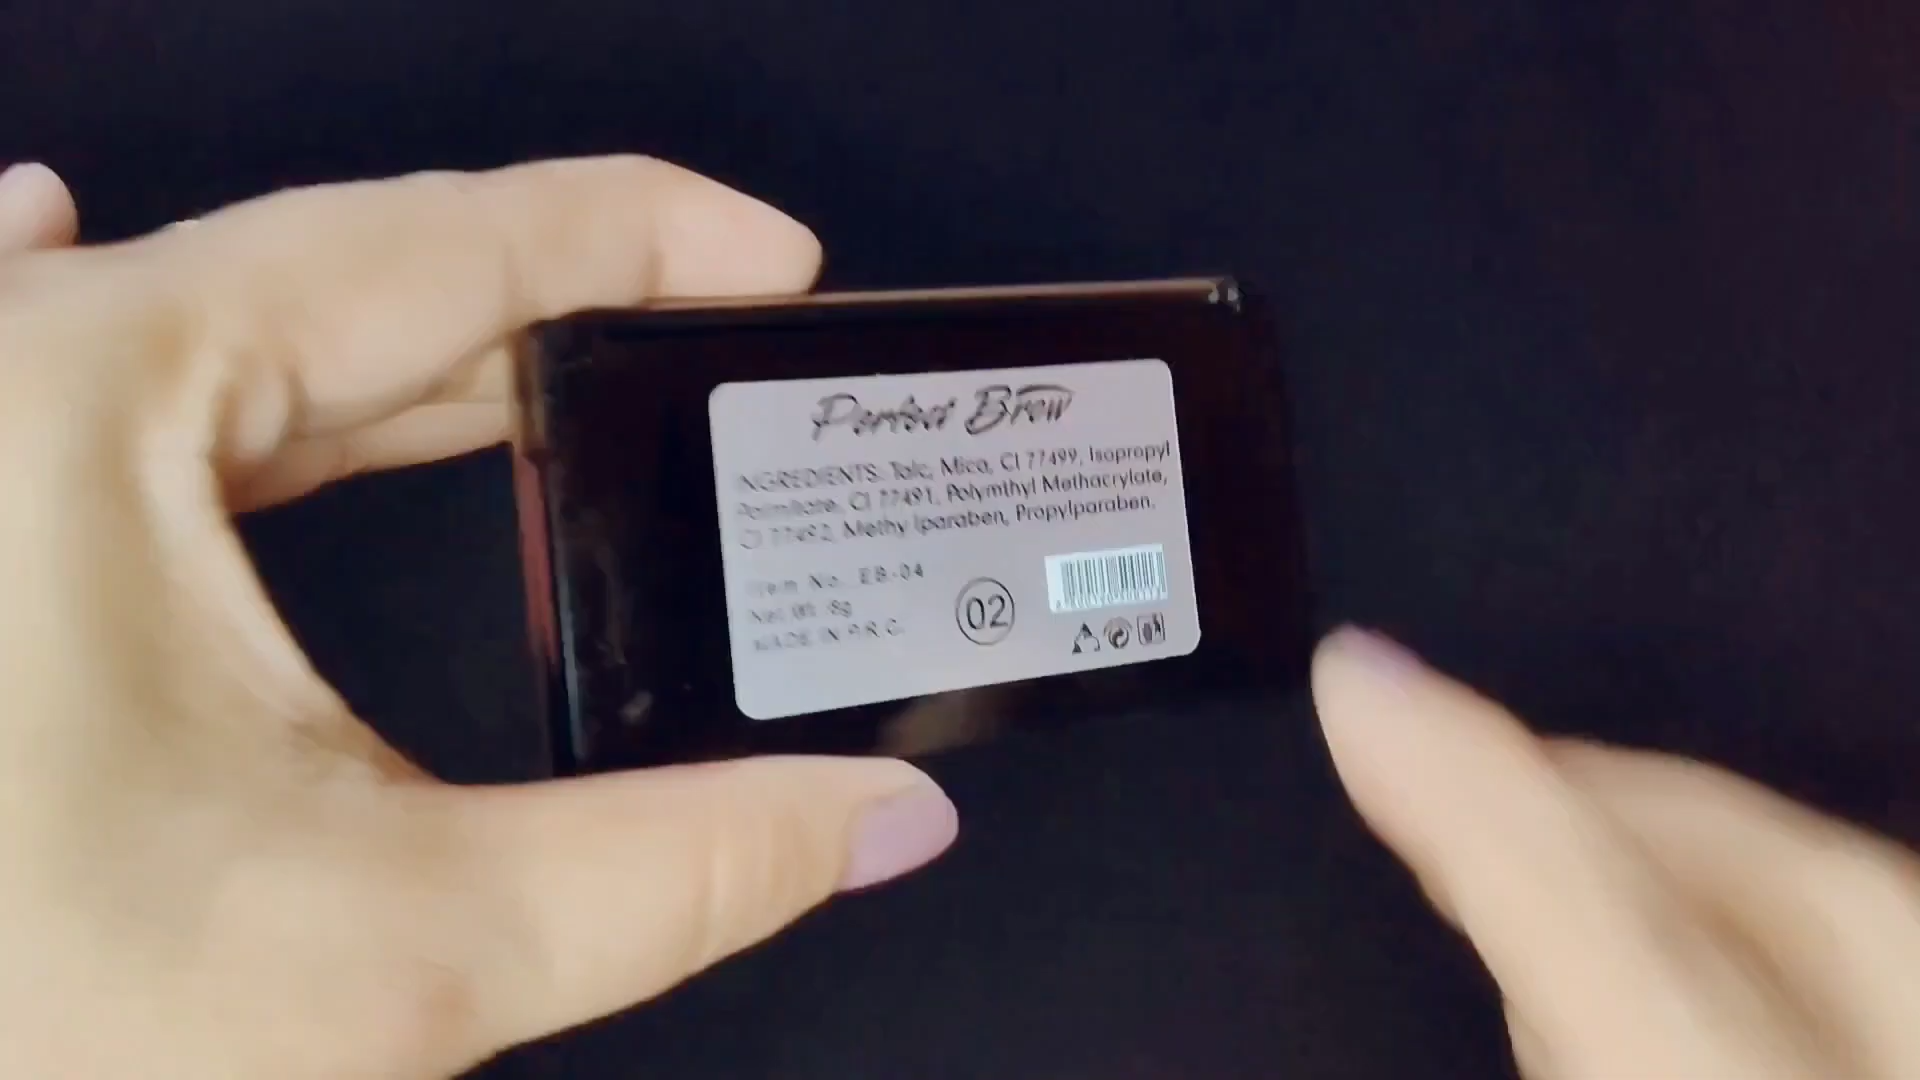 Perfect Brow
INGREDIENTS: Talc, Mica, CI 77499, Isopropyl
Palmitate, CI 77491, Polymthyl Methacrylate,
CI 77492, Methy lparaben, Propylparaben.
Item No. EB-04
Net Wt. 8g
MADE IN P.R.C.
02